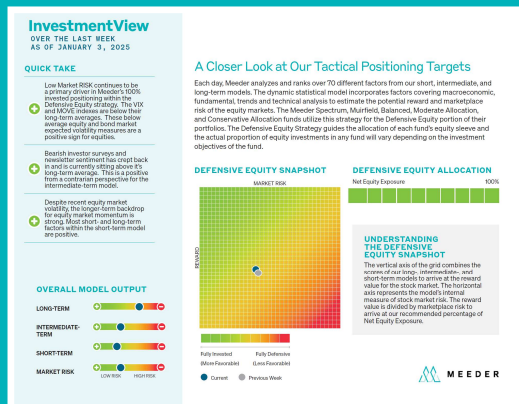 InvestmentView
OVER THE LAST WEEK
AS OF JANUARY 3, 2025
QUICK TAKE
Low Market RISK continues to be
a primary driver in Meeder's 100%
invested positioning within the
Defensive Equity strategy. The VIX
and MOVE indexes are below their
long-term averages. These below
average equity and bond market
expected volatility measures are a
positive sign for equities.
Bearish investor surveys and
newsletter sentiment has crept back
in and is currently sitting above it's
long-term average. This is a positive
from a contrarian perspective for the
intermediate-term model.
Despite recent equity market
volatility, the longer-term backdrop
for equity market momentum is
strong. Most short- and long-term
factors within the short-term model
are positive.
OVERALL MODEL OUTPUT
LONG-TERM
INTERMEDIATE-
TERM
SHORT-TERM
MARKET RISK
LOW RISK HIGH RISK
A Closer Look at Our Tactical Positioning Targets
Each day, Meeder analyzes and ranks over 70 different factors from our short, intermediate, and
long-term models. The dynamic statistical model incorporates factors covering macroeconomic,
fundamental, trends and technical analysis to estimate the potential reward and marketplace
risk of the equity markets. The Meeder Spectrum, Muirfield, Balanced, Moderate Allocation,
and Conservative Allocation funds utilize this strategy for the Defensive Equity portion of their
portfolios. The Defensive Equity Strategy guides the allocation of each fund's equity sleeve and
the actual proportion of equity investments in any fund will vary depending on the investment
objectives of the fund.
DEFENSIVE EQUITY SNAPSHOT
MARKET RISK
REWARD
Fully Invested Fully Defensive
(More Favorable) (Less Favorable)
Current Previous Week
DEFENSIVE EQUITY ALLOCATION
Net Equity Exposure 100%
UNDERSTANDING
THE DEFENSIVE
EQUITY SNAPSHOT
The vertical axis of the grid combines the
scores of our long-, intermediate-, and
short-term models to arrive at the reward
value for the stock market. The horizontal
axis represents the model's internal
measure of stock market risk. The reward
value is divided by marketplace risk to
arrive at our recommended percentage of
Net Equity Exposure.
MEEDER